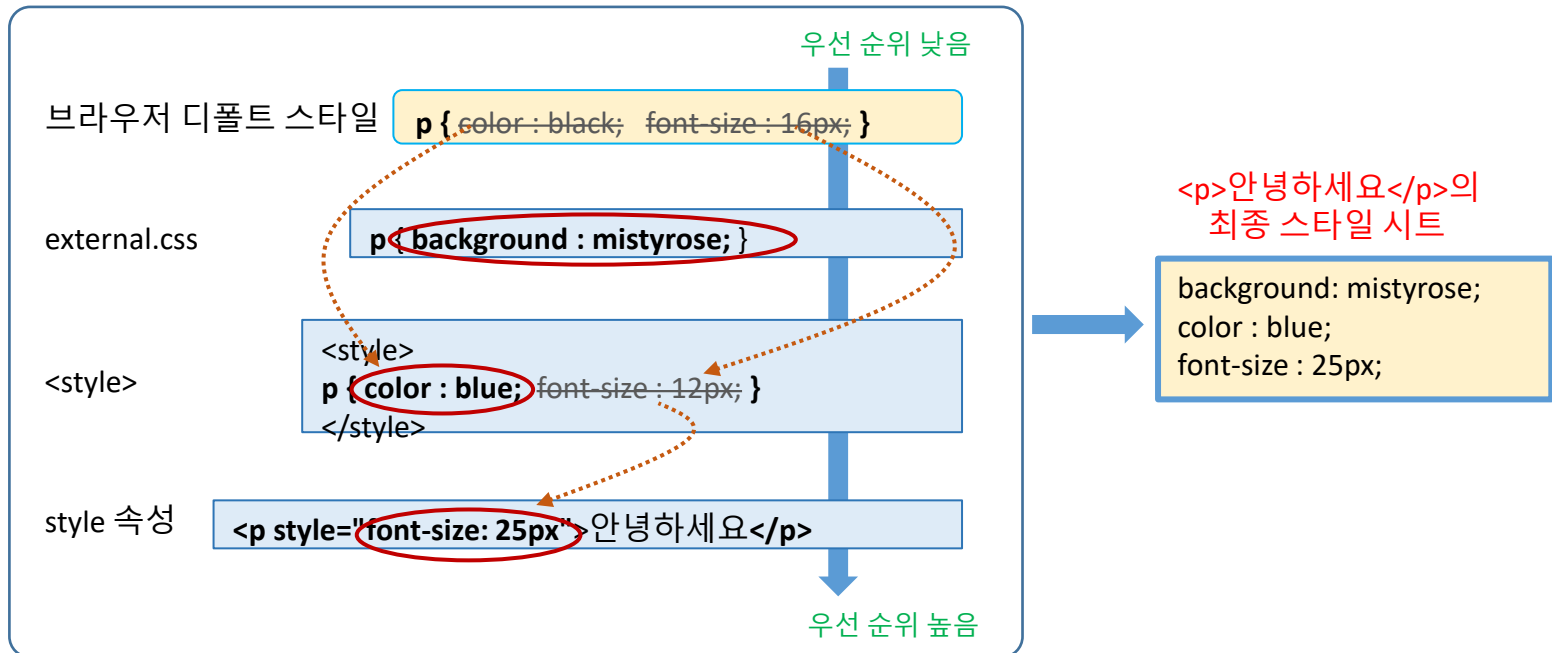 우선 순위 낮음
브라우저 디폴트 스타일
p { color : black; font-size : 16px; }
external.css
p { background : mistyrose; }
<style>
<style>
p { color : blue; font-size : 12px; }
</style>
style 속성
<p style="font-size: 25px">안녕하세요</p>
우선 순위 높음
<p>안녕하세요</p>의
최종 스타일 시트
background: mistyrose;
color : blue;
font-size : 25px;